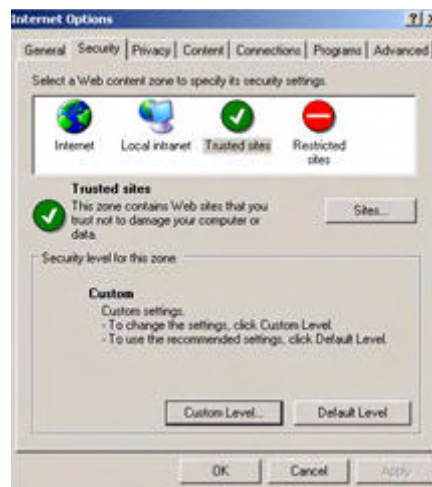 Internet Options
General Security Privacy Content Connections Programs Advanced
Select a Web content zone to specify its security settings.
Internet Local intranet Trusted sites Restricted sites
Trusted sites
This zone contains Web sites that you
trust not to damage your computer or
data.
Sites...
Security level for this zone
Custom
Custom settings.
- To change the settings, click Custom Level.
- To use the recommended settings, click Default Level.
Custom Level... Default Level
OK Cancel Apply